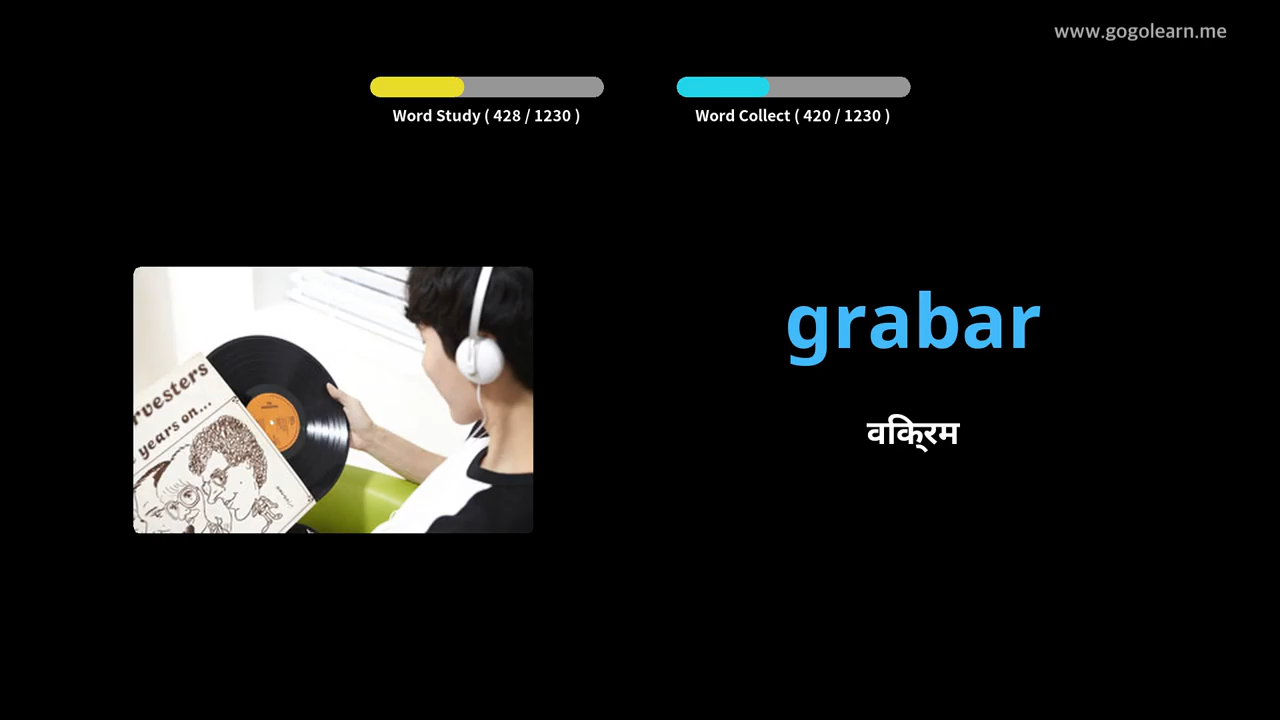 www.gogolearn.me
Word Study ( 428 / 1230 )
Word Collect ( 420 / 1230 )
rvesters
years on...
grabar
वक्रिम